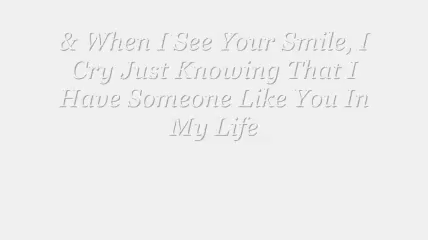 & When I See Your Smile, I
Cry Just Knowing That I
Have Someone Like You In
My Life